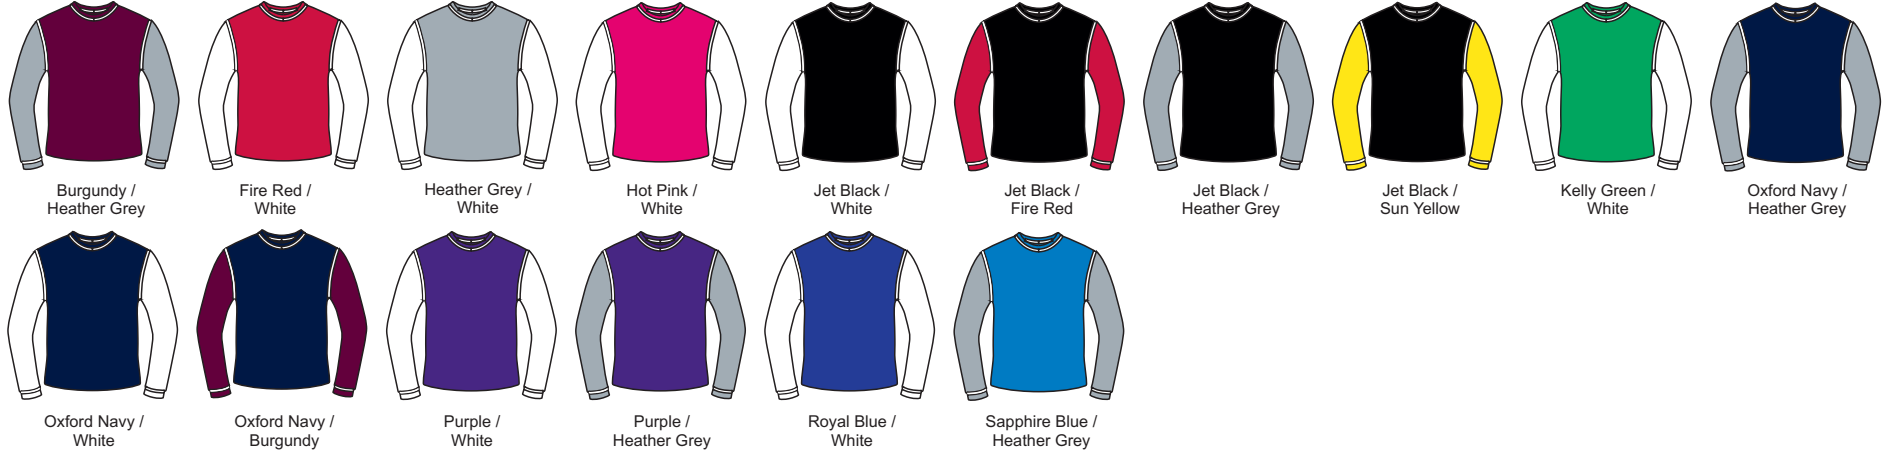 Burgundy /
Heather Grey
Fire Red /
White
Heather Grey /
White
Hot Pink /
White
Jet Black /
White
Jet Black /
Fire Red
Jet Black /
Heather Grey
Jet Black /
Sun Yellow
Kelly Green /
White
Oxford Navy /
Heather Grey
Oxford Navy /
White
Oxford Navy /
Burgundy
Purple /
White
Purple /
Heather Grey
Royal Blue /
White
Sapphire Blue /
Heather Grey